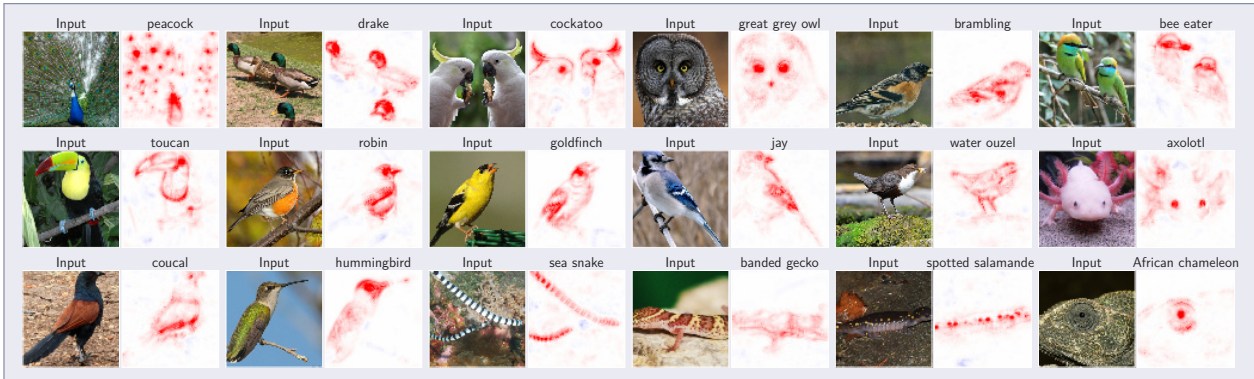 Input peacock Input drake Input cockatoo Input great grey owl Input brambling Input bee eater
Input toucan Input robin Input goldfinch Input jay Input water ouzel Input axolotl
Input coucal Input hummingbird Input sea snake Input banded gecko Input spotted salamande Input African chameleon